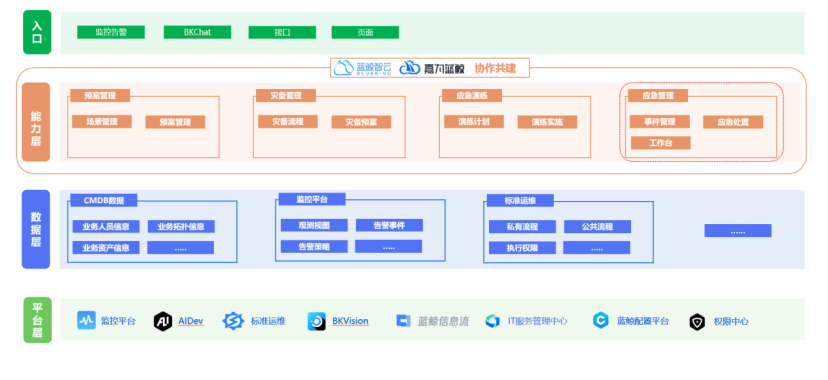 入口
监控告警
BKChat
接口
页面
蓝鲸智云
BLUEKING
嘉为蓝鲸
协作共建
能力层
预案管理
场景管理
预案管理
灾备管理
灾备流程
灾备预案
应急演练
演练计划
演练实施
应急管理
事件管理
应急处置
工作台
数据层
CMDB数据
业务人员信息
业务拓扑信息
业务资产信息
......
监控平台
观测视图
告警事件
告警策略
......
标准运维
私有流程
公共流程
执行权限
......
......
平台层
监控平台
AIDev
标准运维
BKVision
蓝鲸信息流
IT服务管理中心
蓝鲸配置平台
权限中心